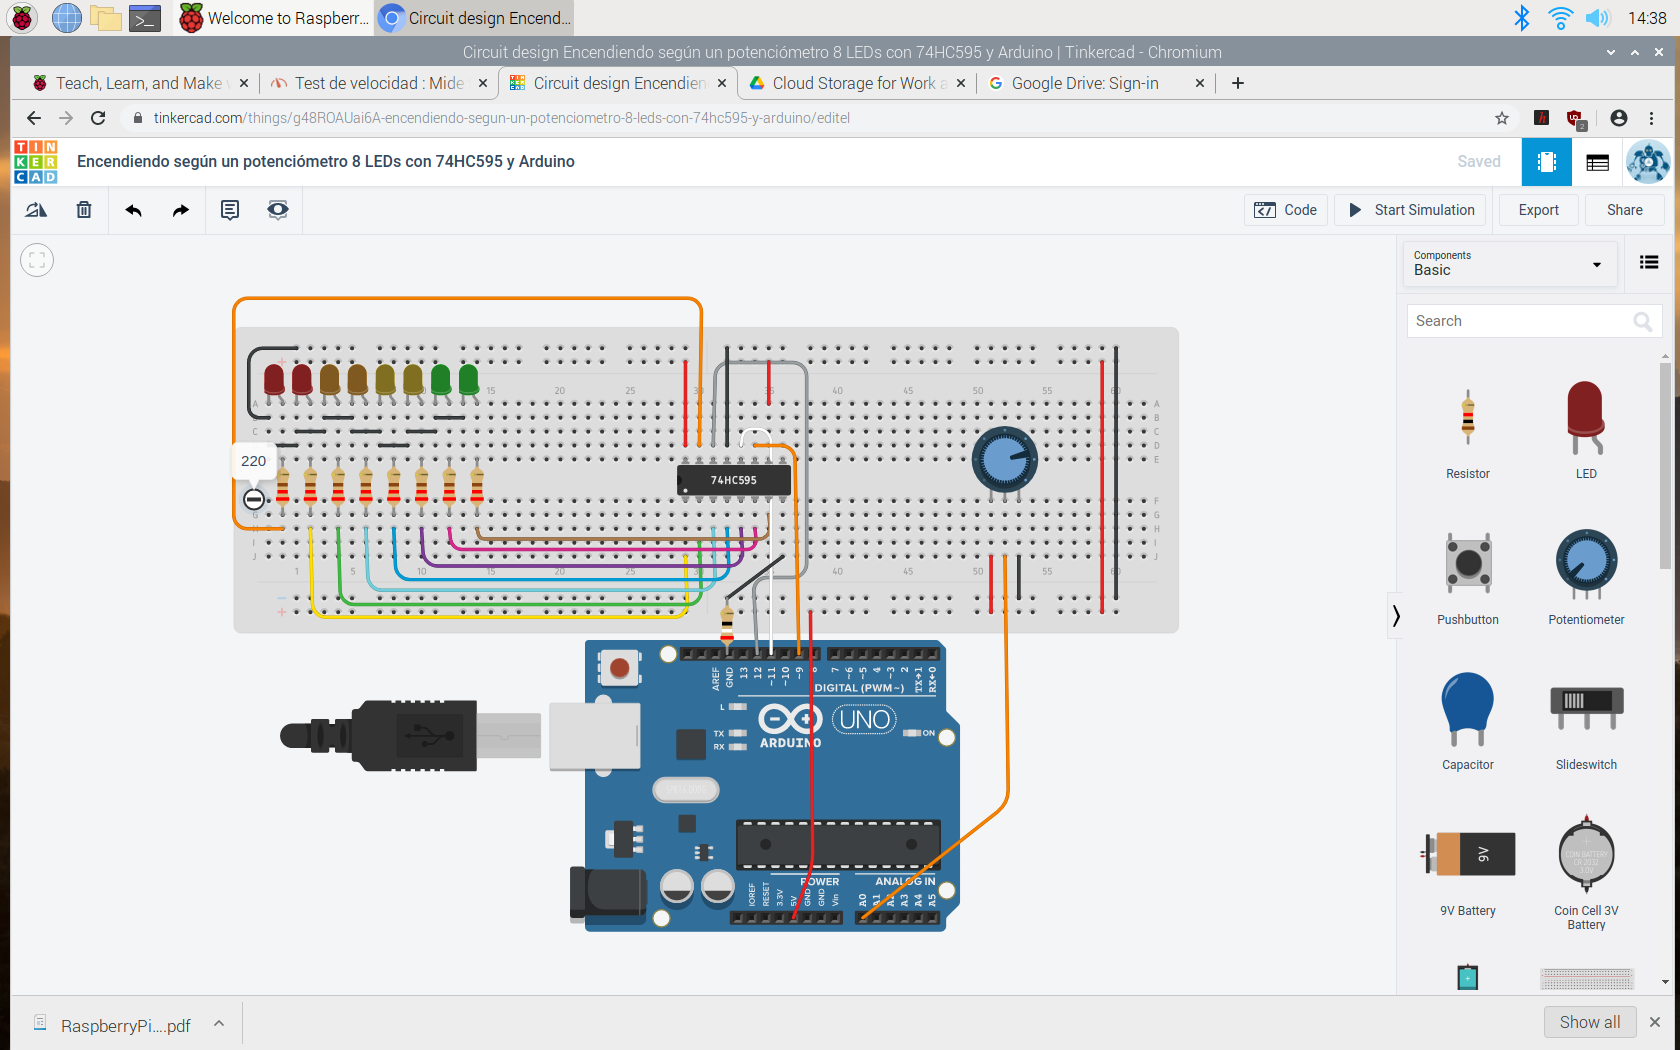 Welcome to Raspberr...
Circuit design Encend...
14:38
Circuit design Encendiendo según un potenciómetro 8 LEDs con 74HC595 y Arduino | Tinkercad - Chromium
Teach, Learn, and Make w
Test de velocidad : Mide
Circuit design Encendien
Cloud Storage for Work a
Google Drive: Sign-in
tinkercad.com/things/g48ROAUai6A-encendiendo-segun-un-potenciometro-8-leds-con-74hc595-y-arduino/editel
2
TIN
KER
CAD
Encendiendo según un potenciómetro 8 LEDs con 74HC595 y Arduino
Saved
Code
Start Simulation
Export
Share
Components
Basic
Search
15 20 25 30 35 40 45 50 55 60
A A
B B
C C
D D
E E
220
74HC595
F F
G G
H H
I I
J J
1 5 10 15 20 25 40 45 50 55 60
AREF GND 13 12 ~11 ~10 ~9 8 7 ~6 ~5 4 ~3 2 TX→1 RX←0
DIGITAL (PWM~)
L
TX
RX
UNO
ARDUINO
ON
POWER
ANALOG IN
IOREF RESET 3.3V 5V GND GND Vin A0 A1 A2 A3 A4 A5
Resistor
LED
Pushbutton
Potentiometer
Capacitor
Slideswitch
9V
COIN BATTERY
CR 2032
3.0V
9V Battery
Coin Cell 3V
Battery
RaspberryPi....pdf
Show all